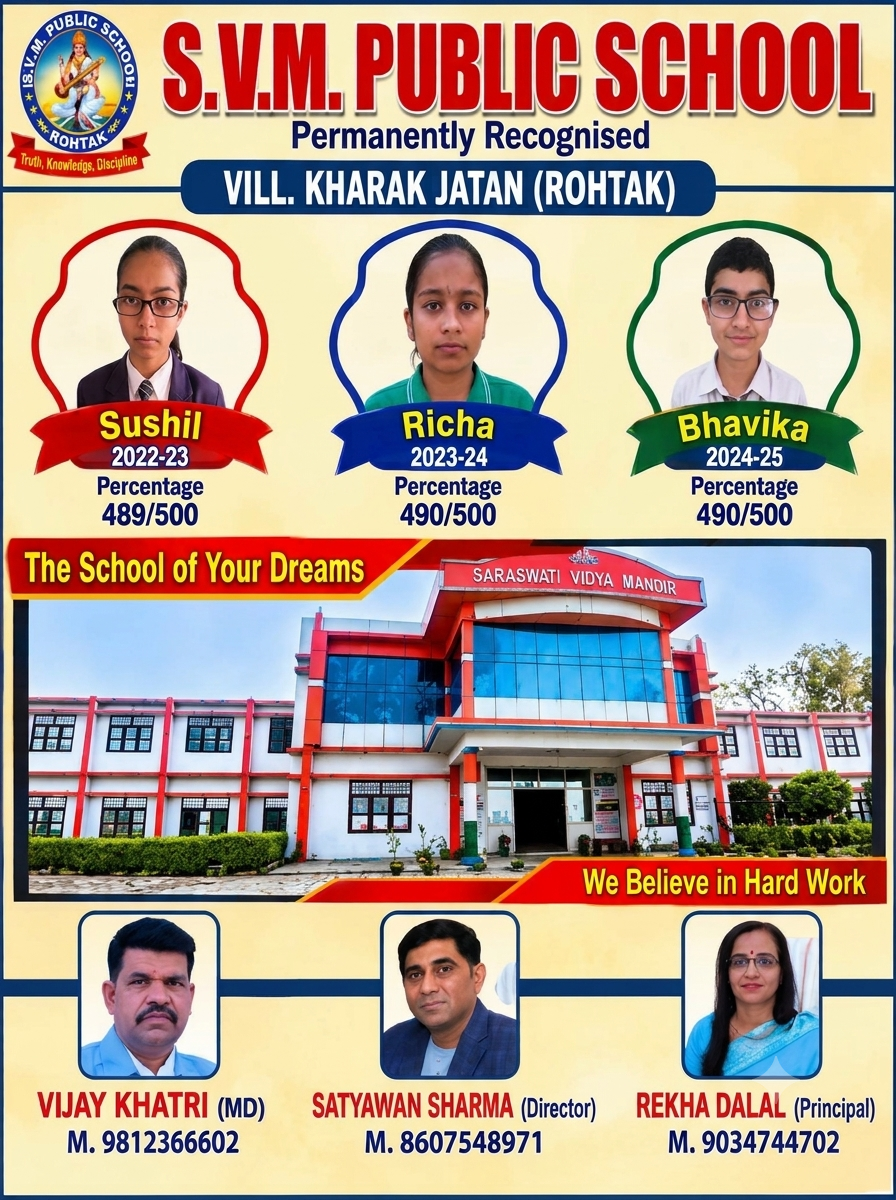 S.V.M. PUBLIC SCHOOL
ROHTAK
Truth, Knowledge, Discipline
S.V.M. PUBLIC SCHOOL
Permanently Recognised
VILL. KHARAK JATAN (ROHTAK)
Sushil
2022-23
Percentage
489/500
Richa
2023-24
Percentage
490/500
Bhavika
2024-25
Percentage
490/500
The School of Your Dreams
SARASWATI VIDYA MANDIR
We Believe in Hard Work
VIJAY KHATRI (MD)
M. 9812366602
SATYAWAN SHARMA (Director)
M. 8607548971
REKHA DALAL (Principal)
M. 9034744702